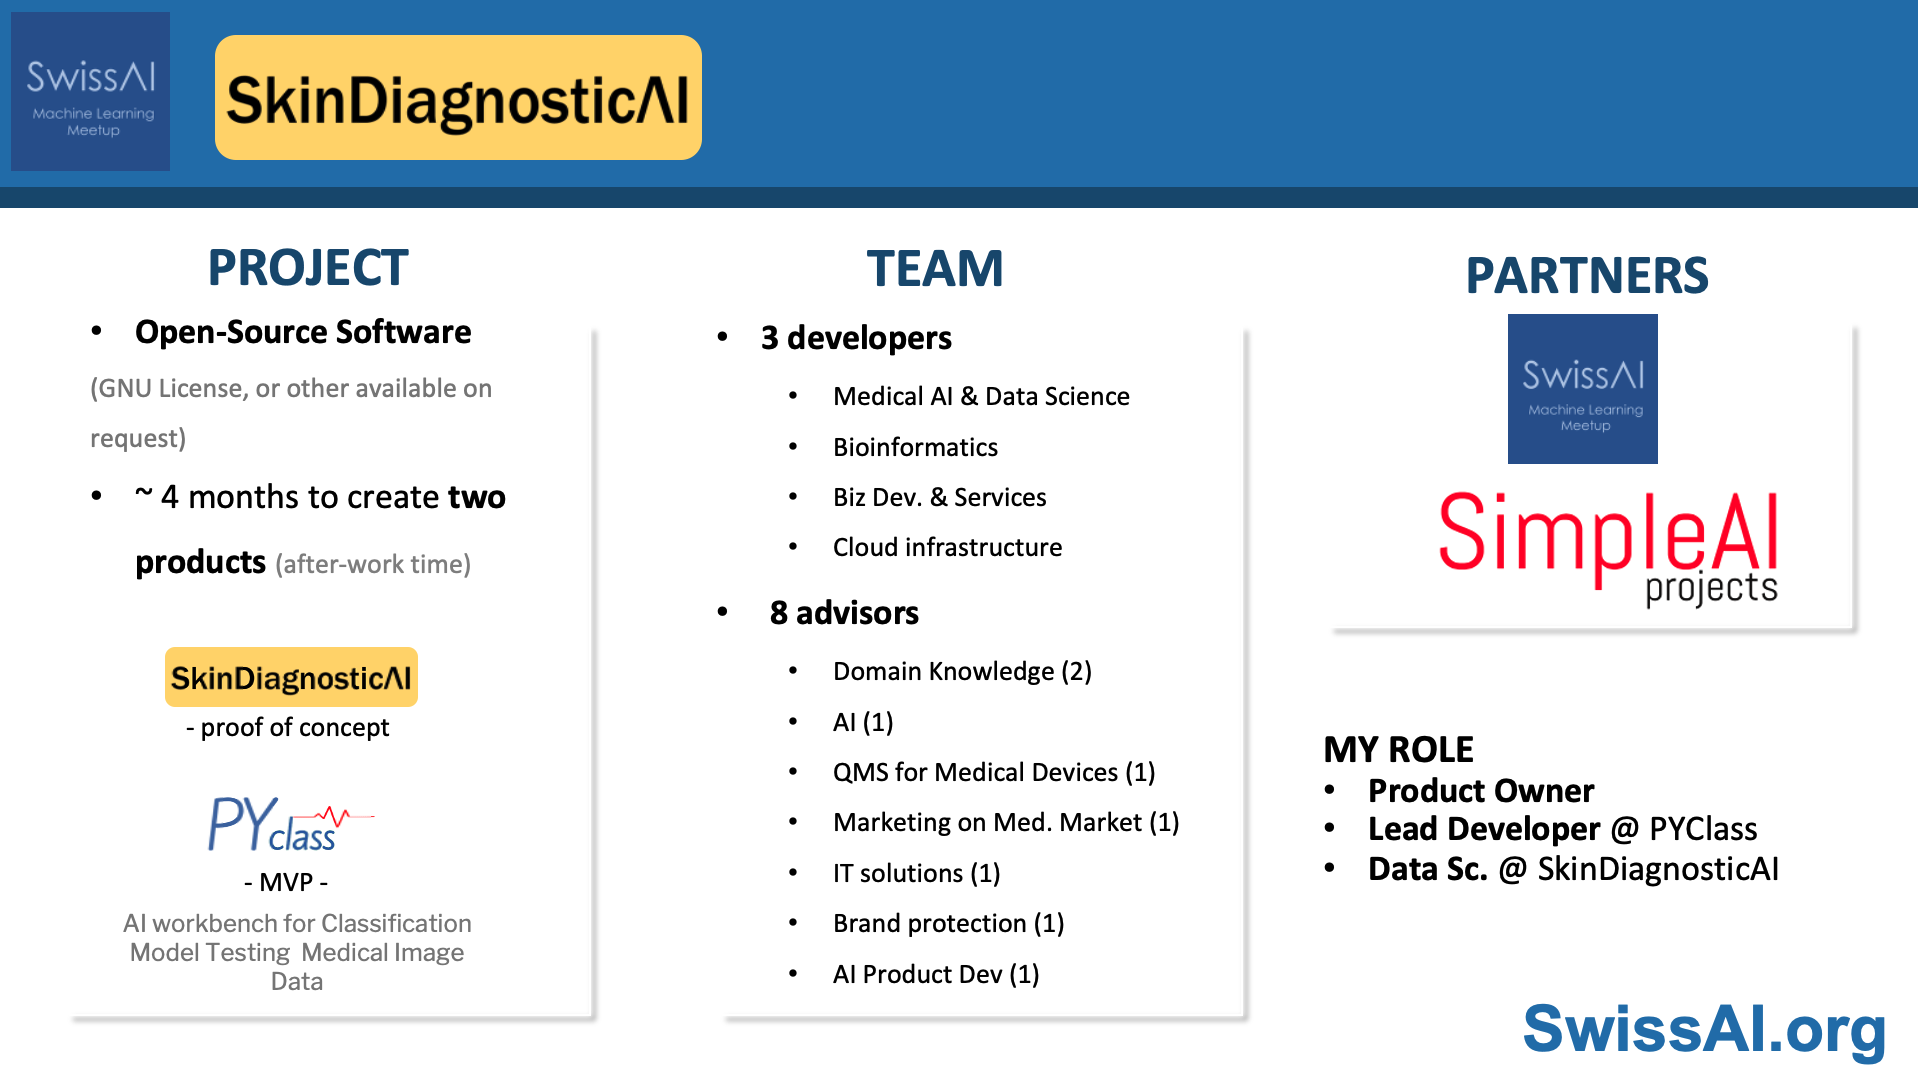 SwissAI
Machine Learning
Meetup
SkinDiagnosticAI
PROJECT
• Open-Source Software
(GNU License, or other available on
request)
• ~ 4 months to create two
products (after-work time)
SkinDiagnosticAI
- proof of concept
PYclass
- MVP -
AI workbench for Classification
Model Testing  Medical Image
Data
TEAM
• 3 developers
• Medical AI & Data Science
• Bioinformatics
• Biz Dev. & Services
• Cloud infrastructure
• 8 advisors
• Domain Knowledge (2)
• AI (1)
• QMS for Medical Devices (1)
• Marketing on Med. Market (1)
• IT solutions (1)
• Brand protection (1)
• AI Product Dev (1)
PARTNERS
SwissAI
Machine Learning
Meetup
SimpleAI
projects
MY ROLE
• Product Owner
• Lead Developer @ PYClass
• Data Sc. @ SkinDiagnosticAI
SwissAI.org